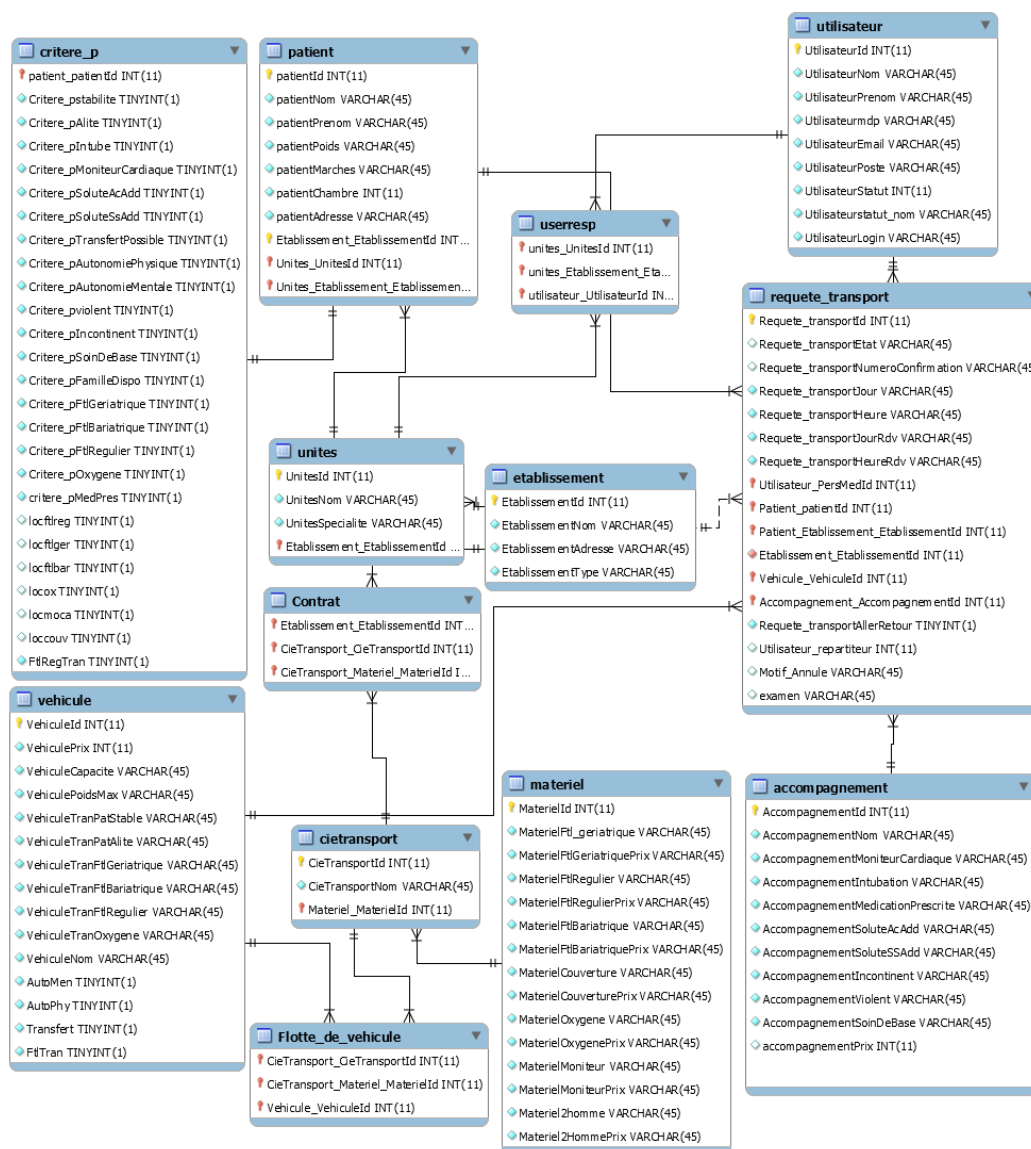 critere_p
patient_patientId INT(11)
Critere_pstabilite TINYINT(1)
Critere_pAlite TINYINT(1)
Critere_pIntube TINYINT(1)
Critere_pMoniteurCardiaque TINYINT(1)
Critere_pSoluteAcAdd TINYINT(1)
Critere_pSoluteSsAdd TINYINT(1)
Critere_pTransfertPossible TINYINT(1)
Critere_pAutonomiePhysique TINYINT(1)
Critere_pAutonomieMentale TINYINT(1)
Critere_pviolent TINYINT(1)
Critere_pIncontinent TINYINT(1)
Critere_pSoinDeBase TINYINT(1)
Critere_pFamilleDispo TINYINT(1)
Critere_pFtlGeriatrique TINYINT(1)
Critere_pFtlBariatrique TINYINT(1)
Critere_pFtlRegulier TINYINT(1)
Critere_pOxygene TINYINT(1)
critere_pMedPres TINYINT(1)
locftlreg TINYINT(1)
locftlger TINYINT(1)
locftlbar TINYINT(1)
locox TINYINT(1)
locmoca TINYINT(1)
loccouv TINYINT(1)
FtlRegTran TINYINT(1)
patient
patientId INT(11)
patientNom VARCHAR(45)
patientPrenom VARCHAR(45)
patientPoids VARCHAR(45)
patientMarches VARCHAR(45)
patientChambre INT(11)
patientAdresse VARCHAR(45)
Etablissement_EtablissementId INT...
Unites_UnitesId INT(11)
Unites_Etablissement_Etablissemen...
utilisateur
UtilisateurId INT(11)
UtilisateurNom VARCHAR(45)
UtilisateurPrenom VARCHAR(45)
Utilisateurmdp VARCHAR(45)
UtilisateurEmail VARCHAR(45)
UtilisateurPoste VARCHAR(45)
UtilisateurStatut INT(11)
Utilisateurstatut_nom VARCHAR(45)
UtilisateurLogin VARCHAR(45)
userresp
unites_UnitesId INT(11)
unites_Etablissement_Eta...
utilisateur_UtilisateurId IN...
requete_transport
Requete_transportId INT(11)
Requete_transportEtat VARCHAR(45)
Requete_transportNumeroConfirmation VARCHAR(45
Requete_transportJour VARCHAR(45)
Requete_transportHeure VARCHAR(45)
Requete_transportJourRdv VARCHAR(45)
Requete_transportHeureRdv VARCHAR(45)
Utilisateur_PersMedId INT(11)
Patient_patientId INT(11)
Patient_Etablissement_EtablissementId INT(11)
Etablissement_EtablissementId INT(11)
Vehicule_VehiculeId INT(11)
Accompagnement_AccompagnementId INT(11)
Requete_transportAllerRetour TINYINT(1)
Utilisateur_repartiteur INT(11)
Motif_Annule VARCHAR(45)
examen VARCHAR(45)
unites
UnitesId INT(11)
UnitesNom VARCHAR(45)
UnitesSpecialite VARCHAR(45)
Etablissement_EtablissementId ...
etablissement
EtablissementId INT(11)
EtablissementNom VARCHAR(45)
EtablissementAdresse VARCHAR(45)
EtablissementType VARCHAR(45)
Contrat
Etablissement_EtablissementId INT...
CieTransport_CieTransportId INT(11)
CieTransport_Materiel_MaterielId I...
vehicule
VehiculeId INT(11)
VehiculePrix INT(11)
VehiculeCapacite VARCHAR(45)
VehiculePoidsMax VARCHAR(45)
VehiculeTranPatStable VARCHAR(45)
VehiculeTranPatAlite VARCHAR(45)
VehiculeTranFtlGeriatrique VARCHAR(45)
VehiculeTranFtlBariatrique VARCHAR(45)
VehiculeTranFtlRegulier VARCHAR(45)
VehiculeTranOxygene VARCHAR(45)
VehiculeNom VARCHAR(45)
AutoMen TINYINT(1)
AutoPhy TINYINT(1)
Transfert TINYINT(1)
FtlTran TINYINT(1)
cietransport
CieTransportId INT(11)
CieTransportNom VARCHAR(45)
Materiel_MaterielId INT(11)
Flotte_de_vehicule
CieTransport_CieTransportId INT(11)
CieTransport_Materiel_MaterielId INT(11)
Vehicule_VehiculeId INT(11)
materiel
MaterielId INT(11)
MaterielFtl_geriatrique VARCHAR(45)
MaterielFtlGeriatriquePrix VARCHAR(45)
MaterielFtlRegulier VARCHAR(45)
MaterielFtlRegulierPrix VARCHAR(45)
MaterielFtlBariatrique VARCHAR(45)
MaterielFtlBariatriquePrix VARCHAR(45)
MaterielCouverture VARCHAR(45)
MaterielCouverturePrix VARCHAR(45)
MaterielOxygene VARCHAR(45)
MaterielOxygenePrix VARCHAR(45)
MaterielMoniteur VARCHAR(45)
MaterielMoniteurPrix VARCHAR(45)
Materiel2homme VARCHAR(45)
Materiel2HommePrix VARCHAR(45)
accompagnement
AccompagnementId INT(11)
AccompagnementNom VARCHAR(45)
AccompagnementMoniteurCardiaque VARCHAR(45)
AccompagnementIntubation VARCHAR(45)
AccompagnementMedicationPrescrite VARCHAR(45)
AccompagnementSoluteAcAdd VARCHAR(45)
AccompagnementSoluteSSAdd VARCHAR(45)
AccompagnementIncontinent VARCHAR(45)
AccompagnementViolent VARCHAR(45)
AccompagnementSoinDeBase VARCHAR(45)
accompagnementPrix INT(11)